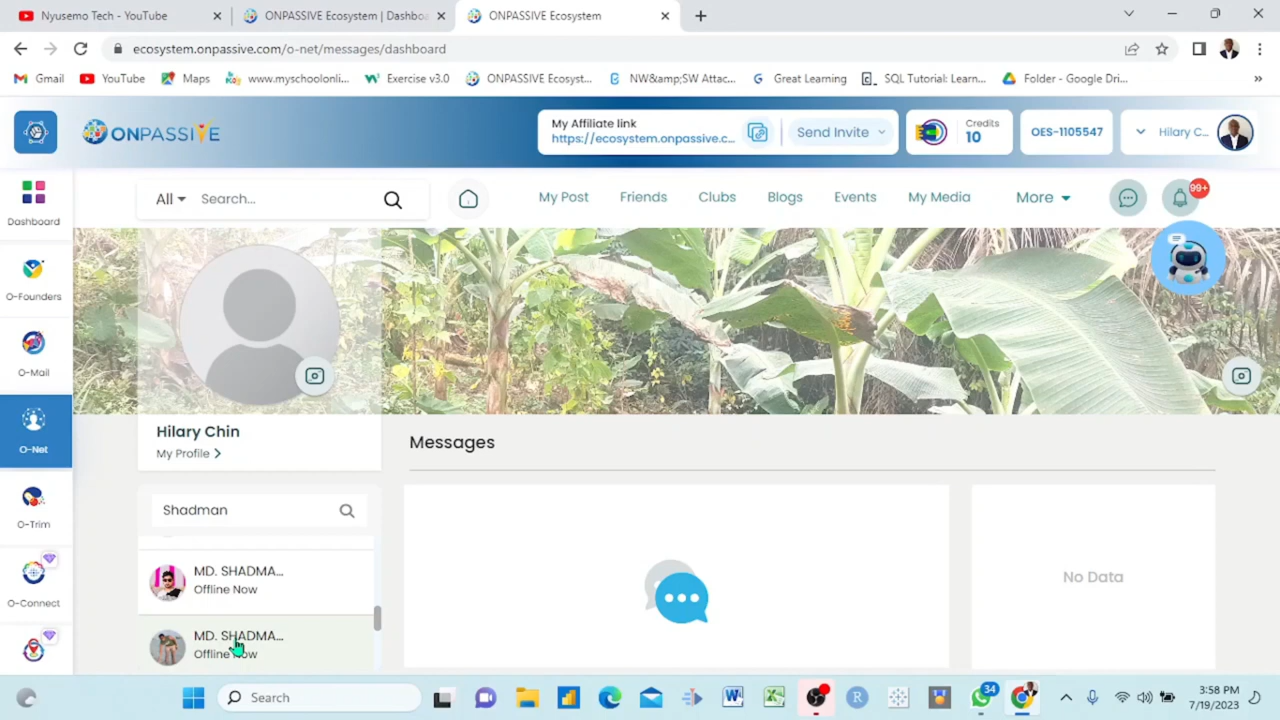 Nyusemo Tech - YouTube
ONPASSIVE Ecosystem | Dashboa
ONPASSIVE Ecosystem
ecosystem.onpassive.com/o-net/messages/dashboard
Gmail
YouTube
Maps
www.myschoolonli...
Exercise v3.0
ONPASSIVE Ecosyst...
NW&amp;SW Attac...
Great Learning
SQL Tutorial: Learn...
Folder - Google Dri...
ONPASSIVE
My Affiliate link
https://ecosystem.onpassive.c...
Send Invite
Credits
10
OES-1105547
Hilary C...
Dashboard
O-Founders
O-Mail
O-Net
O-Trim
O-Connect
All
Search...
My Post
Friends
Clubs
Blogs
Events
My Media
More
99+
Hilary Chin
My Profile
Messages
Shadman
MD. SHADMA...
Offline Now
MD. SHADMA...
Offline Now
No Data
Search
34
3:58 PM
7/19/2023